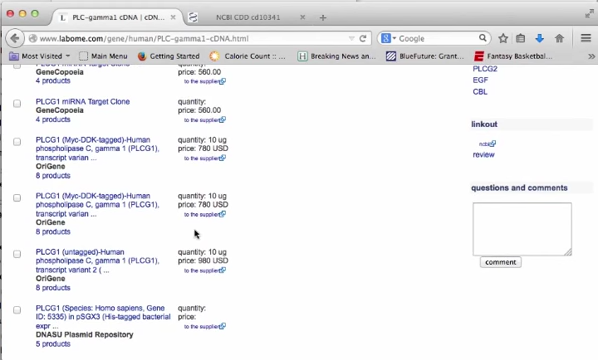 PLC-gamma1 cDNA | cDN...
NCBI CDD cd10341
www.labome.com/gene/human/PLC-gamma1-cDNA.html
Google
Most Visited
Main Menu
Getting Started
Calorie Count :: ...
Breaking News an...
BlueFuture: Grant...
Fantasy Basketbal...
GeneCopoeia
4 products
quantity:
price: 560.00
to the supplier
PLCG1 miRNA Target Clone
GeneCopoeia
4 products
quantity:
price: 560.00
to the supplier
PLCG1 (Myc-DDK-tagged)-Human
phospholipase C, gamma 1 (PLCG1),
transcript varian ...
OriGene
8 products
quantity: 10 ug
price: 780 USD
to the supplier
PLCG1 (Myc-DDK-tagged)-Human
phospholipase C, gamma 1 (PLCG1),
transcript varian ...
OriGene
8 products
quantity: 10 ug
price: 780 USD
to the supplier
PLCG1 (untagged)-Human
phospholipase C, gamma 1 (PLCG1),
transcript variant 2 ( ...
OriGene
8 products
quantity: 10 ug
price: 980 USD
to the supplier
PLCG1 (Species: Homo sapiens, Gene
ID: 5335) in pSGX3 (His-tagged bacterial
expr ...
DNASU Plasmid Repository
5 products
quantity:
price:
to the supplier
PLCG2
EGF
CBL
linkout
ncbi
review
questions and comments
comment